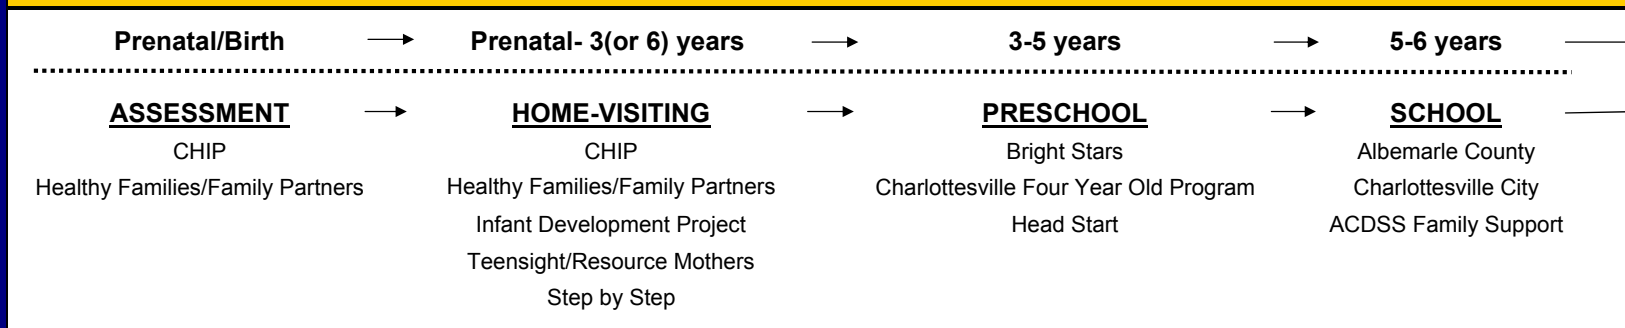 Prenatal/Birth
Prenatal- 3(or 6) years
3-5 years
5-6 years
ASSESSMENT
CHIP
Healthy Families/Family Partners
HOME-VISITING
CHIP
Healthy Families/Family Partners
Infant Development Project
Teensight/Resource Mothers
Step by Step
PRESCHOOL
Bright Stars
Charlottesville Four Year Old Program
Head Start
SCHOOL
Albemarle County
Charlottesville City
ACDSS Family Support